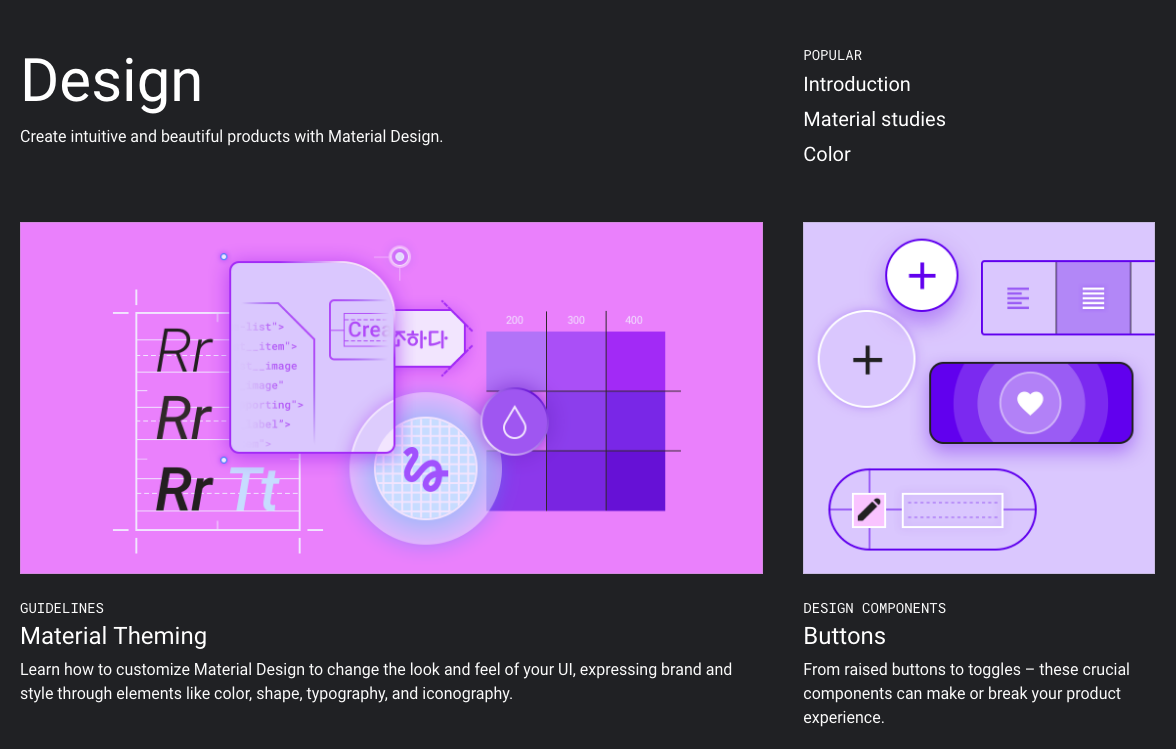 Design
Create intuitive and beautiful products with Material Design.
POPULAR
Introduction
Material studies
Color
200 300 400
Rr
Rr
Rr Tt
-list">
_item">
_image
image"
orting">
label">
">
Crea
하다
GUIDELINES
Material Theming
Learn how to customize Material Design to change the look and feel of your UI, expressing brand and
style through elements like color, shape, typography, and iconography.
DESIGN COMPONENTS
Buttons
From raised buttons to toggles – these crucial
components can make or break your product
experience.